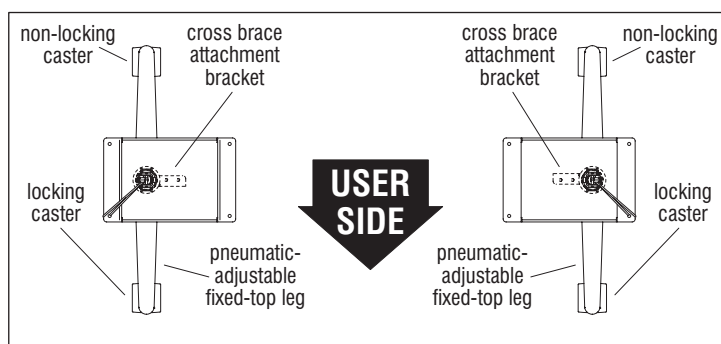 non-locking
caster
cross brace
attachment
bracket
cross brace
attachment
bracket
non-locking
caster
locking
caster
USER
SIDE
locking
caster
pneumatic-
adjustable
fixed-top leg
pneumatic-
adjustable
fixed-top leg